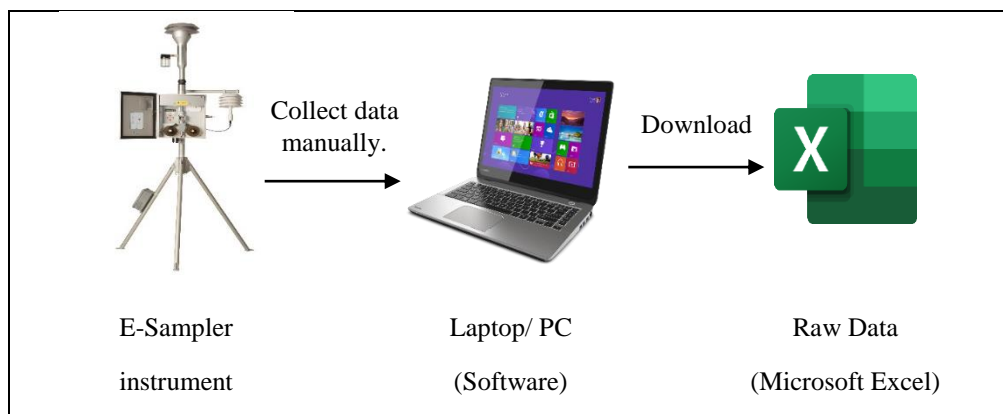 Collect data
manually.
Download
X
E-Sampler
instrument
Laptop/ PC
(Software)
Raw Data
(Microsoft Excel)